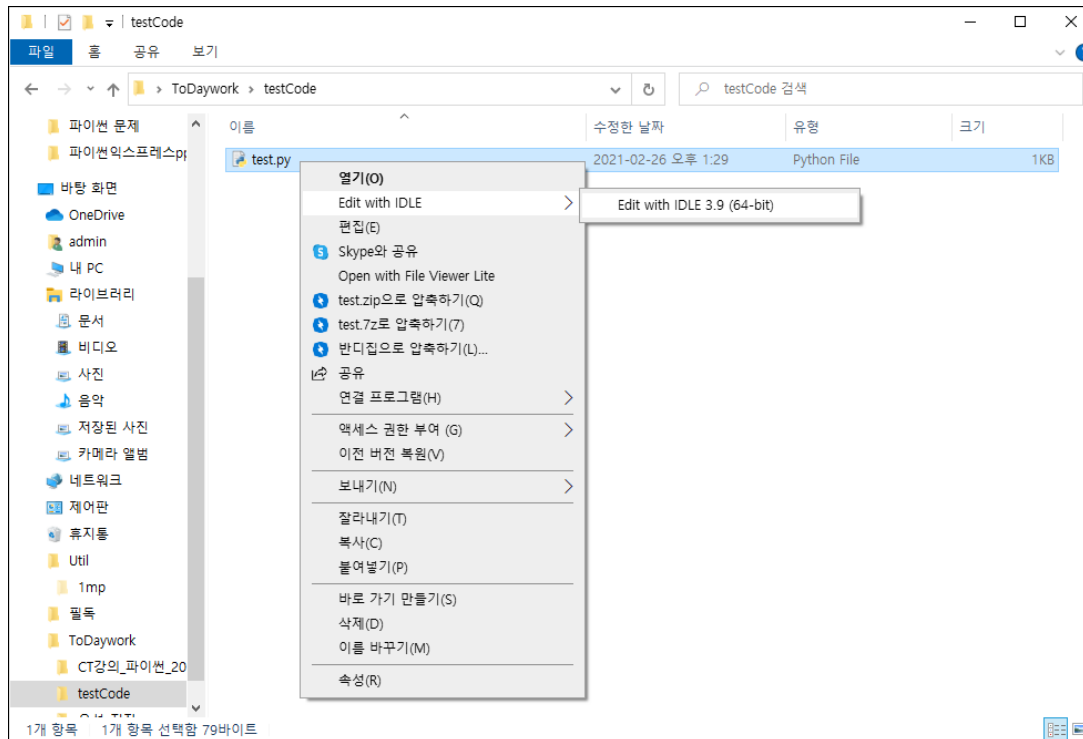 testCode
파일 홈 공유 보기
ToDaywork testCode
testCode 검색
이름 수정한 날짜 유형 크기
test.py 2021-02-26 오후 1:29 Python File 1KB
파이썬 문제
파이썬익스프레스pp
바탕 화면
OneDrive
admin
내 PC
라이브러리
문서
비디오
사진
음악
저장된 사진
카메라 앨범
네트워크
제어판
휴지통
Util
1mp
필독
ToDaywork
CT강의_파이썬_20
testCode
열기(O)
Edit with IDLE
편집(E)
Skype와 공유
Open with File Viewer Lite
test.zip으로 압축하기(Q)
test.7z로 압축하기(7)
반디집으로 압축하기(L)...
공유
연결 프로그램(H)
액세스 권한 부여 (G)
이전 버전 복원(V)
보내기(N)
잘라내기(T)
복사(C)
붙여넣기(P)
바로 가기 만들기(S)
삭제(D)
이름 바꾸기(M)
속성(R)
Edit with IDLE 3.9 (64-bit)
1개 항목 1개 항목 선택함 79바이트